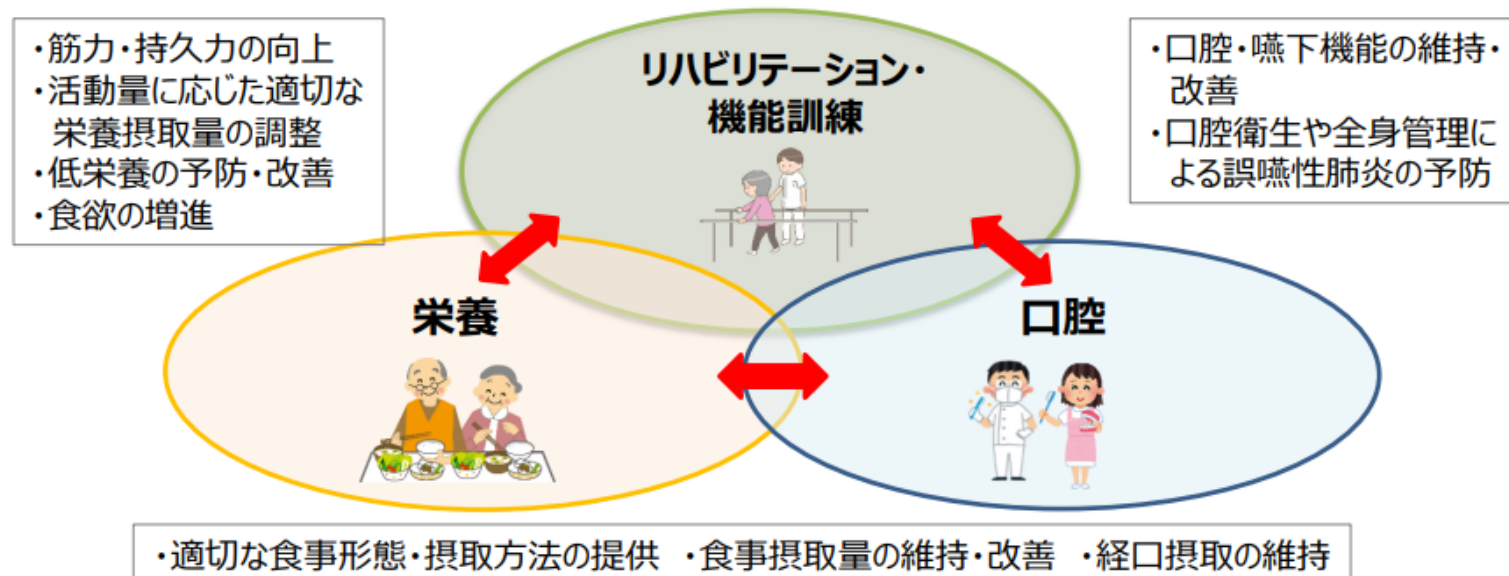 ・筋力・持久力の向上
・活動量に応じた適切な
栄養摂取量の調整
・低栄養の予防・改善
・食欲の増進
リハビリテーション・
機能訓練
・口腔・嚥下機能の維持・
改善
・口腔衛生や全身管理に
よる誤嚥性肺炎の予防
栄養
口腔
・適切な食事形態・摂取方法の提供 ・食事摂取量の維持・改善 ・経口摂取の維持